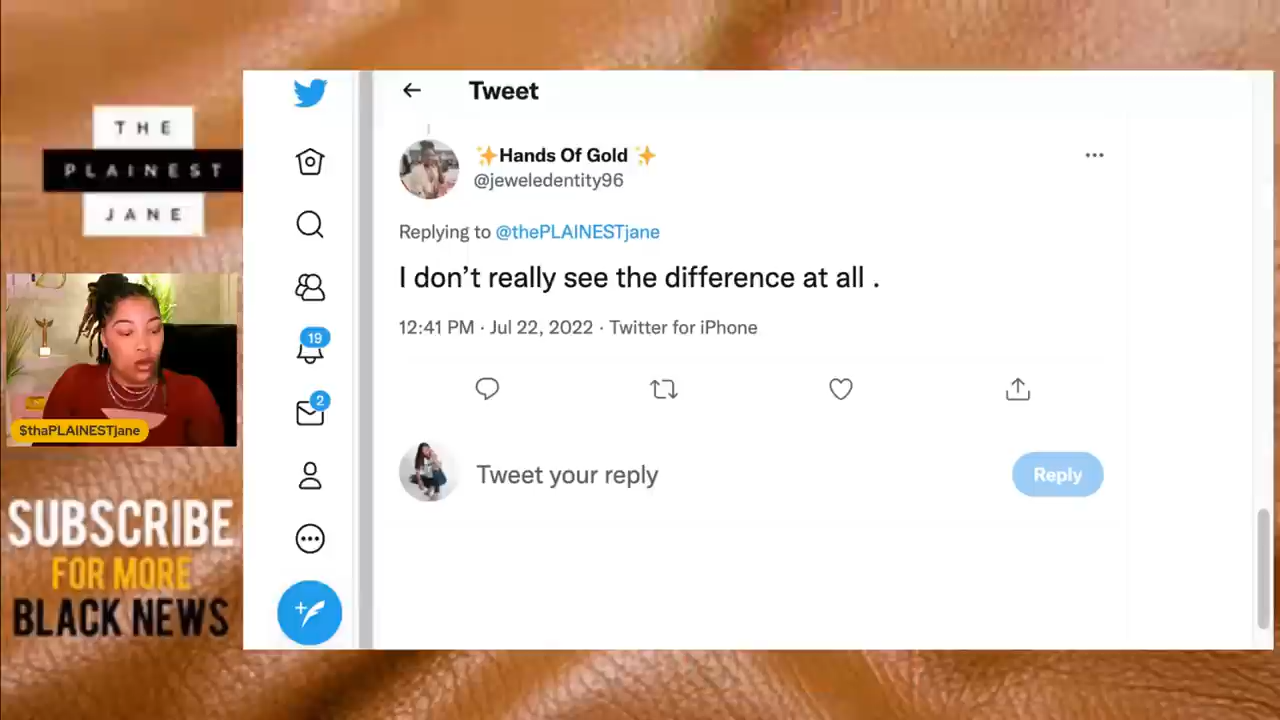 THE
PLAINEST
JANE
$thaPLAINESTjane
SUBSCRIBE
FOR MORE
BLACK NEWS
19
2
Tweet
✨Hands Of Gold ✨
@jeweledentity96
Replying to @thePLAINESTjane
I don’t really see the difference at all .
12:41 PM · Jul 22, 2022 · Twitter for iPhone
Tweet your reply
Reply